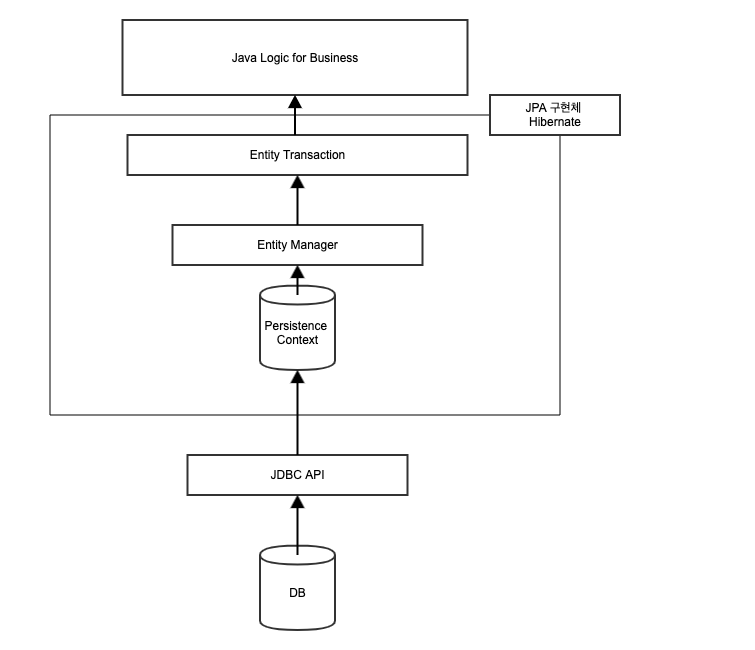 Java Logic for Business
JPA 구현체
Hibernate
Entity Transaction
Entity Manager
Persistence
Context
JDBC API
DB